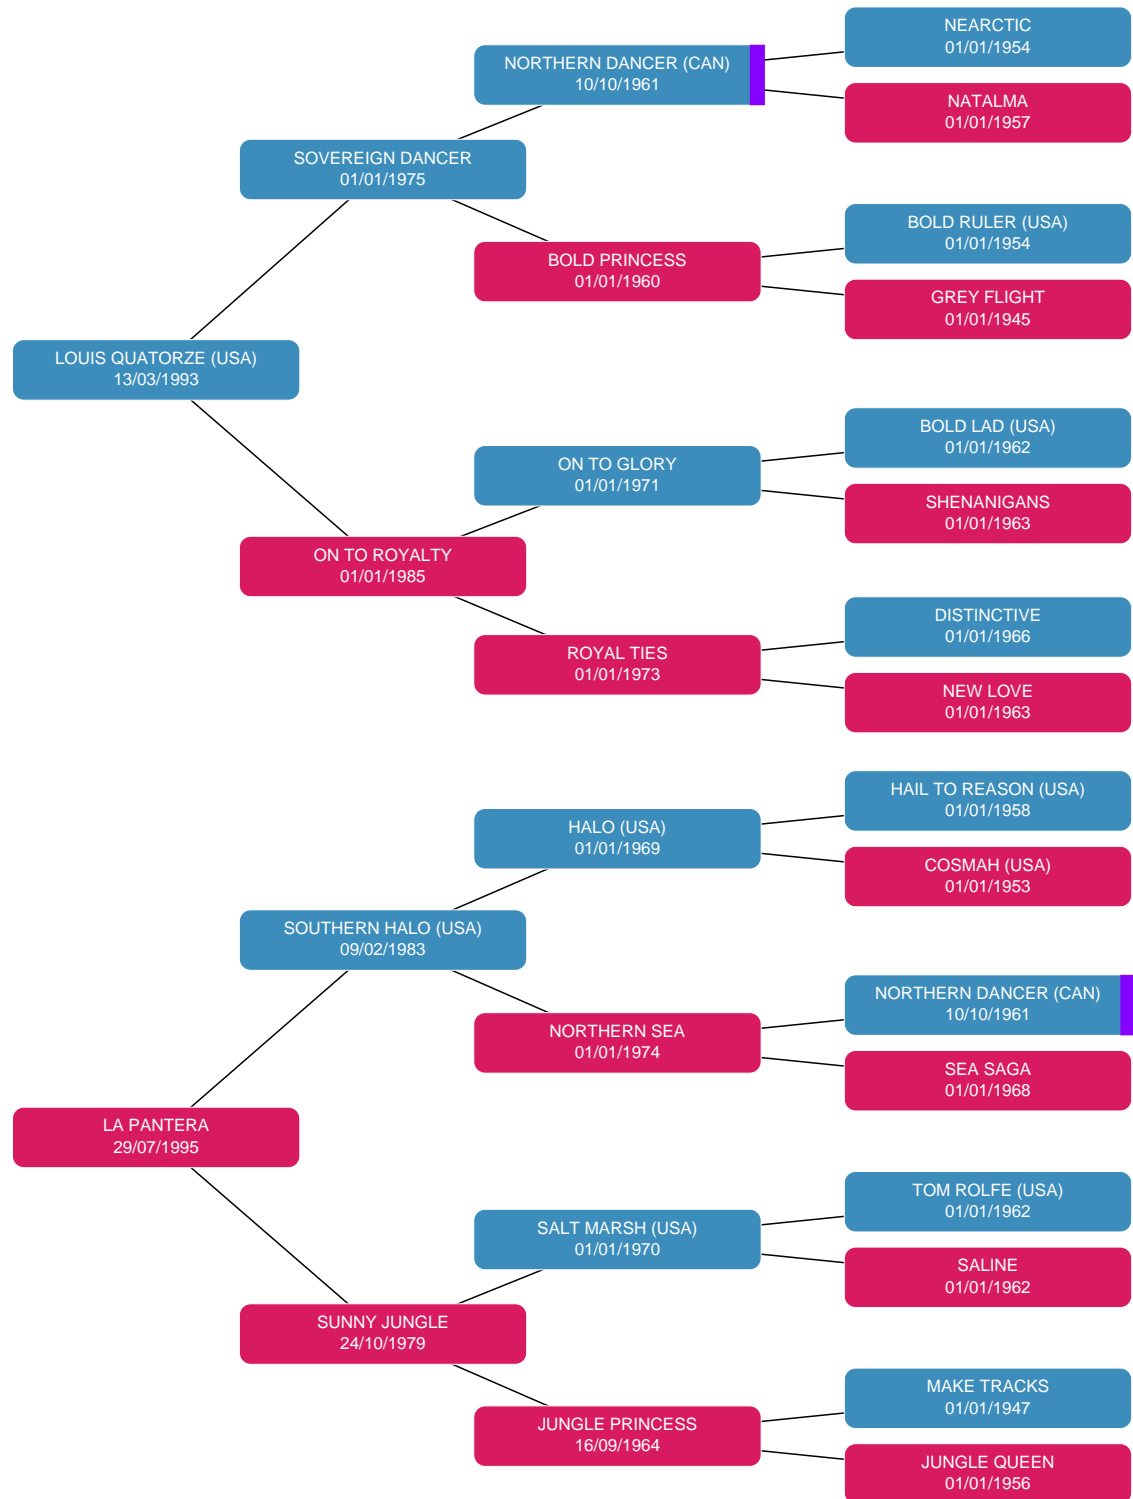 NEARCTIC
01/01/1954
NORTHERN DANCER (CAN)
10/10/1961
NATALMA
01/01/1957
SOVEREIGN DANCER
01/01/1975
BOLD RULER (USA)
01/01/1954
BOLD PRINCESS
01/01/1960
GREY FLIGHT
01/01/1945
LOUIS QUATORZE (USA)
13/03/1993
BOLD LAD (USA)
01/01/1962
ON TO GLORY
01/01/1971
SHENANIGANS
01/01/1963
ON TO ROYALTY
01/01/1985
DISTINCTIVE
01/01/1966
ROYAL TIES
01/01/1973
NEW LOVE
01/01/1963
HAIL TO REASON (USA)
01/01/1958
HALO (USA)
01/01/1969
COSMAH (USA)
01/01/1953
SOUTHERN HALO (USA)
09/02/1983
NORTHERN DANCER (CAN)
10/10/1961
NORTHERN SEA
01/01/1974
SEA SAGA
01/01/1968
LA PANTERA
29/07/1995
TOM ROLFE (USA)
01/01/1962
SALT MARSH (USA)
01/01/1970
SALINE
01/01/1962
SUNNY JUNGLE
24/10/1979
MAKE TRACKS
01/01/1947
JUNGLE PRINCESS
16/09/1964
JUNGLE QUEEN
01/01/1956